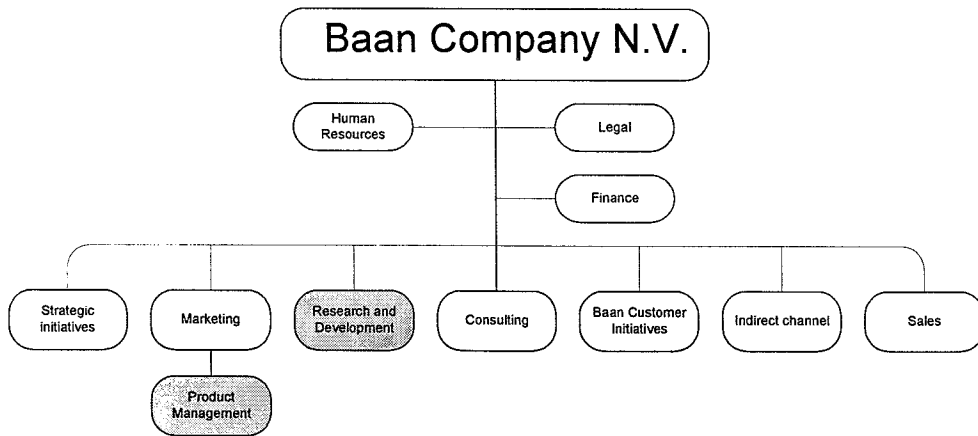 Baan Company N.V.
Human
Resources
Legal
Finance
Strategic
initiatives
Marketing
Research and
Development
Consulting
Baan Customer
Initiatives
Indirect channel
Sales
Product
Management